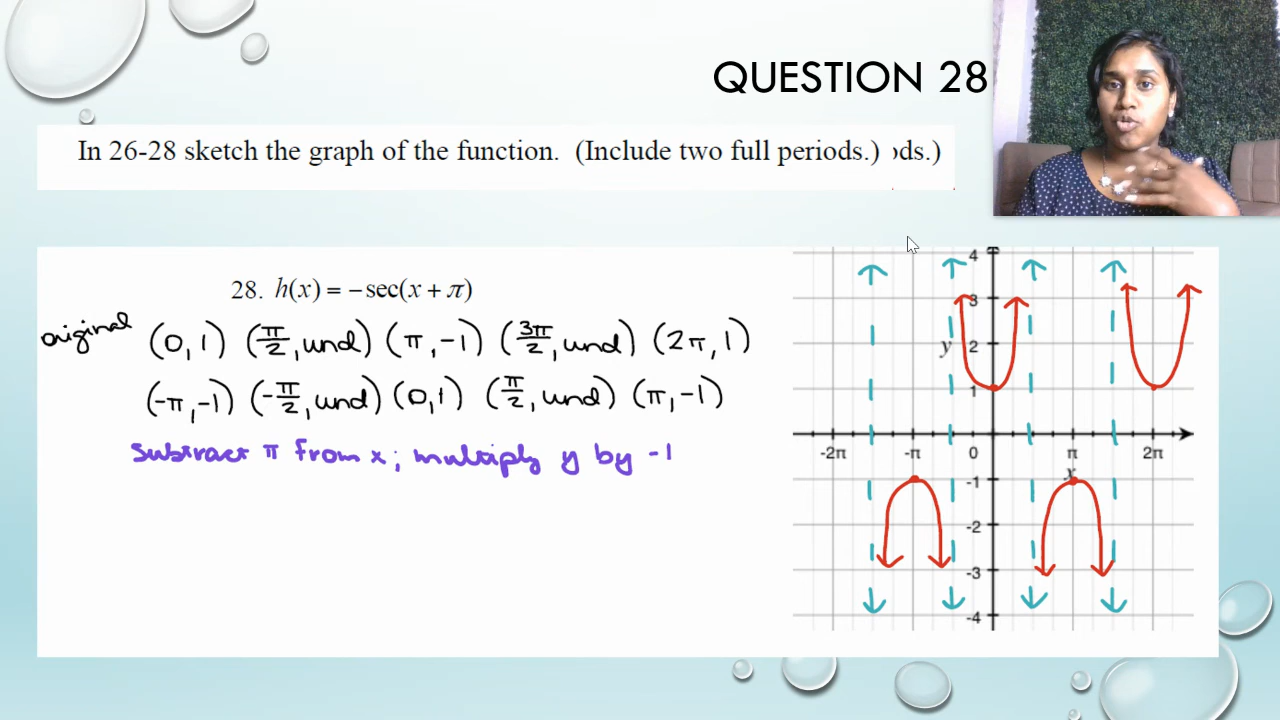 QUESTION 28
In 26-28 sketch the graph of the function. (Include two full periods.) ods.)
28. h(x) = −sec(x + π)
original (0, 1) (π/2, und) (π, -1) (3π/2, und) (2π, 1)
(-π, -1) (-π/2, und) (0, 1) (π/2, und) (π, -1)
subtract π from x; multiply y by -1
4
3
y 2
1
-2π -π 0 π 2π
x
-1
-2
-3
-4